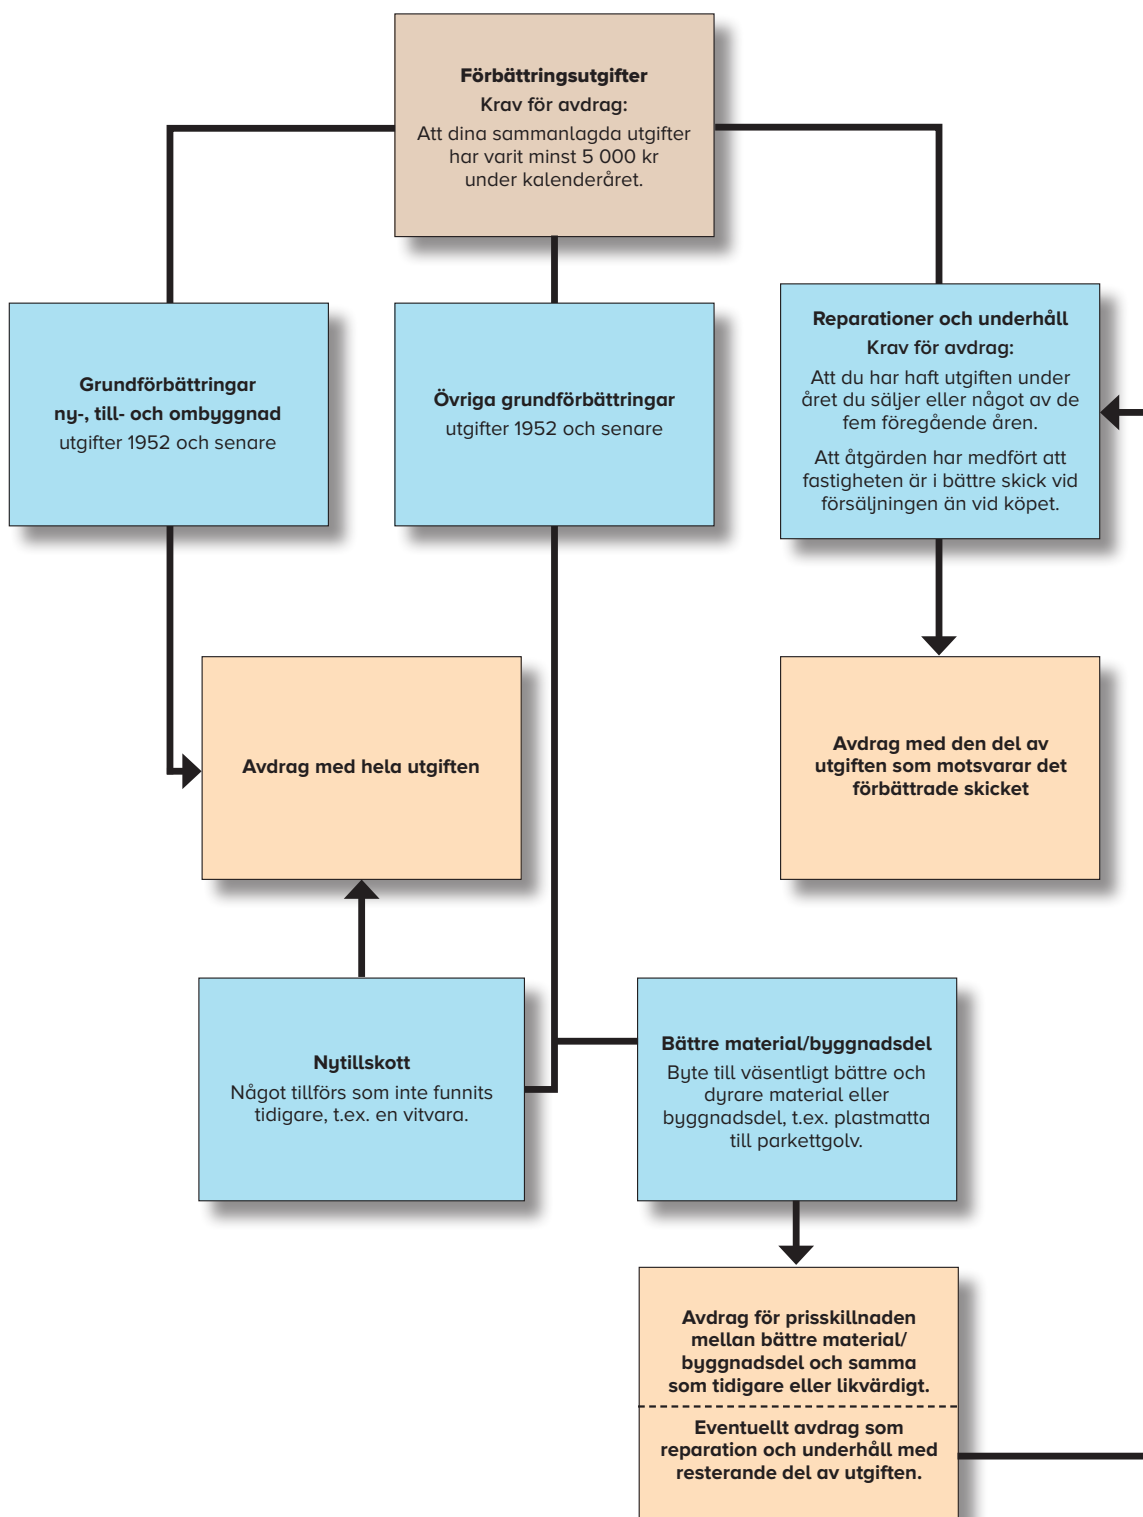 Förbättringsutgifter
Krav för avdrag:
Att dina sammanlagda utgifter
har varit minst 5 000 kr
under kalenderåret.
Grundförbättringar
ny-, till- och ombyggnad
utgifter 1952 och senare
Övriga grundförbättringar
utgifter 1952 och senare
Reparationer och underhåll
Krav för avdrag:
Att du har haft utgiften under
året du säljer eller något av de
fem föregående åren.
Att åtgärden har medfört att
fastigheten är i bättre skick vid
försäljningen än vid köpet.
Avdrag med hela utgiften
Avdrag med den del av
utgiften som motsvarar det
förbättrade skicket
Nytillskott
Något tillförs som inte funnits
tidigare, t.ex. en vitvara.
Bättre material/byggnadsdel
Byte till väsentligt bättre och
dyrare material eller
byggnadsdel, t.ex. plastmatta
till parkettgolv.
Avdrag för prisskillnaden
mellan bättre material/
byggnadsdel och samma
som tidigare eller likvärdigt.
Eventuellt avdrag som
reparation och underhåll med
resterande del av utgiften.